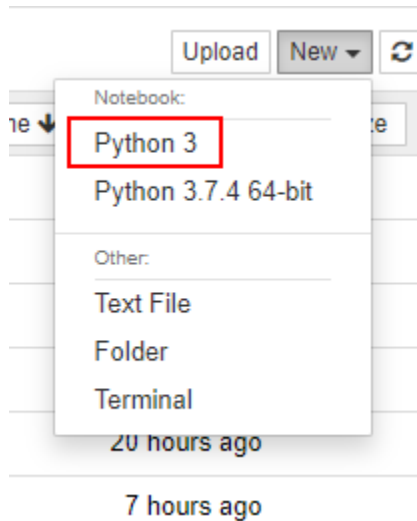 Upload New
Notebook:
Python 3
Python 3.7.4 64-bit
Other:
Text File
Folder
Terminal
20 hours ago
7 hours ago